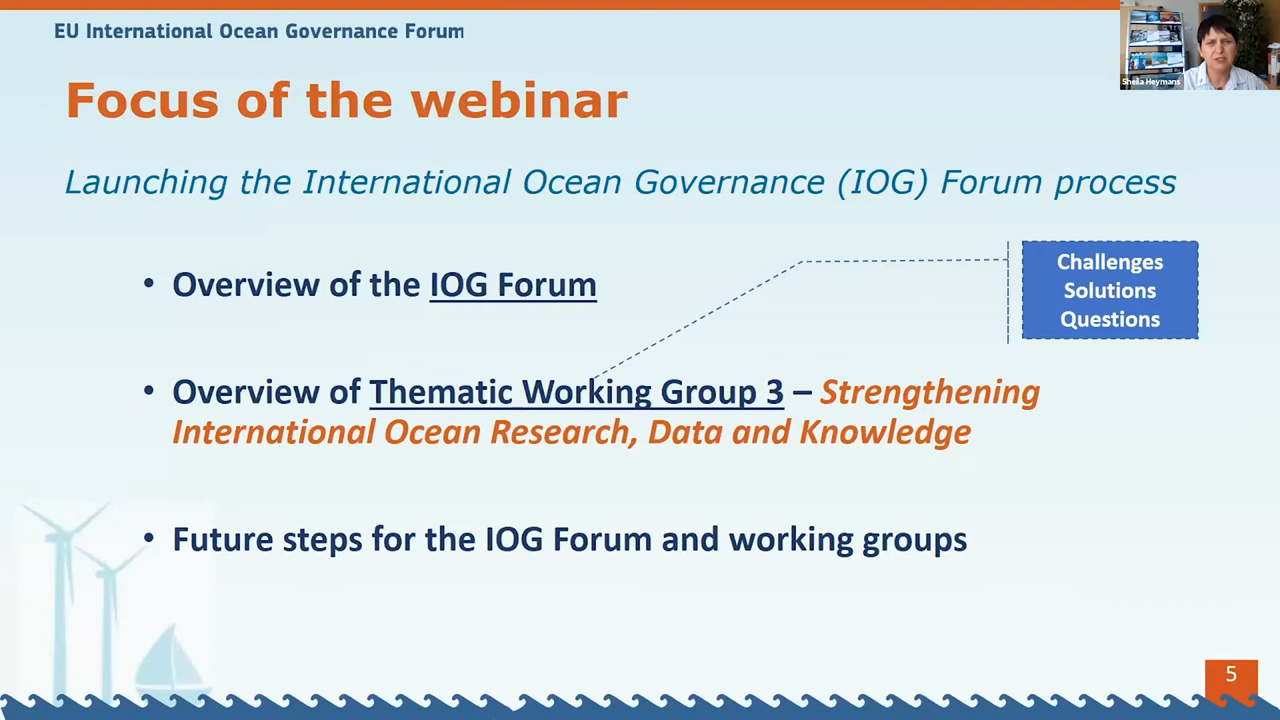 EU International Ocean Governance Forum
Sheila Heymans
Focus of the webinar
Launching the International Ocean Governance (IOG) Forum process
• Overview of the IOG Forum
Challenges
Solutions
Questions
• Overview of Thematic Working Group 3 – Strengthening
International Ocean Research, Data and Knowledge
• Future steps for the IOG Forum and working groups
5